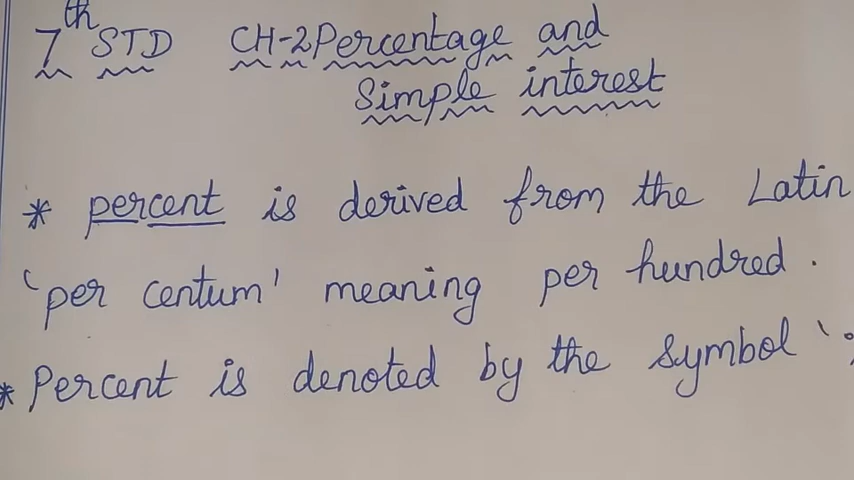 7th STD CH-2 Percentage and
Simple interest
* percent is derived from the Latin
'per centum' meaning per hundred.
* Percent is denoted by the symbol '